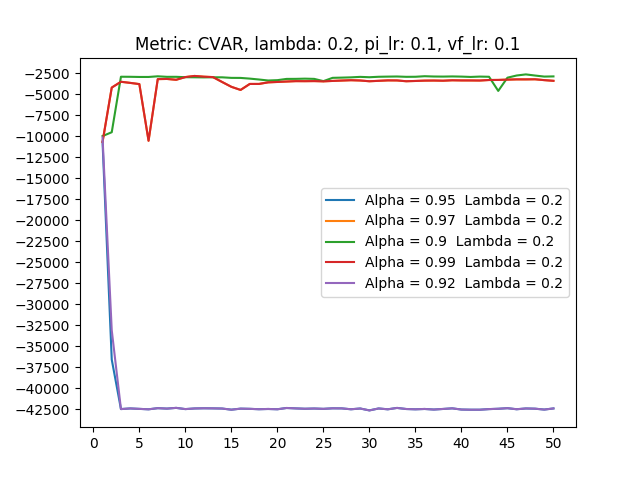 Metric: CVAR, lambda: 0.2, pi_lr: 0.1, vf_lr: 0.1
−2500
−5000
−7500
−10000
−12500
−15000
−17500
−20000
−22500
−25000
−27500
−30000
−32500
−35000
−37500
−40000
−42500
Alpha = 0.95  Lambda = 0.2
Alpha = 0.97  Lambda = 0.2
Alpha = 0.9  Lambda = 0.2
Alpha = 0.99  Lambda = 0.2
Alpha = 0.92  Lambda = 0.2
0 5 10 15 20 25 30 35 40 45 50